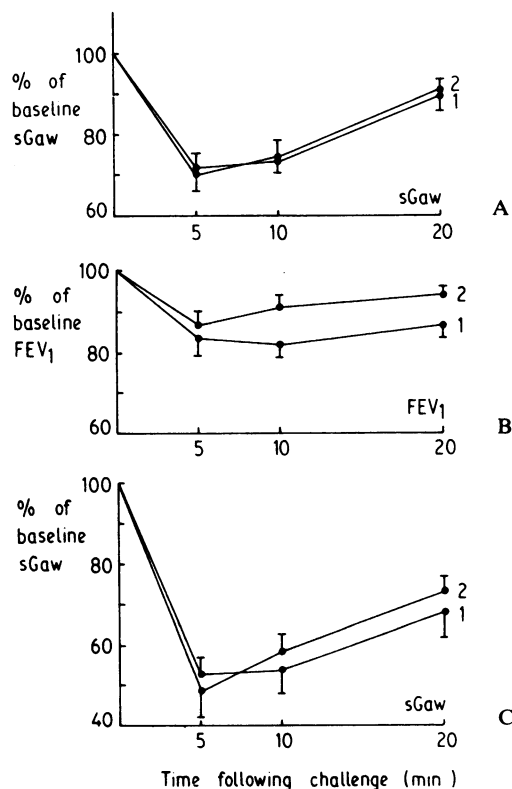 100
% of
baseline
sGaw
80
60
2
1
5 10 20
sGaw
A
100
% of
baseline
FEV1
80
60
2
1
FEV1
5 10 20
B
100
% of
baseline
sGaw
80
60
40
2
1
sGaw
5 10 20
C
Time following challenge (min)